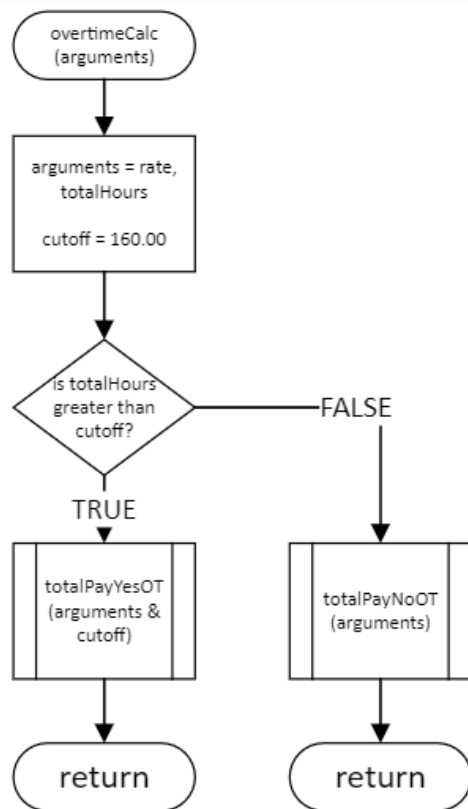 overtimeCalc
(arguments)
arguments = rate,
totalHours
cutoff = 160.00
is totalHours
greater than
cutoff?
FALSE
TRUE
totalPayYesOT
(arguments &
cutoff)
totalPayNoOT
(arguments)
return
return